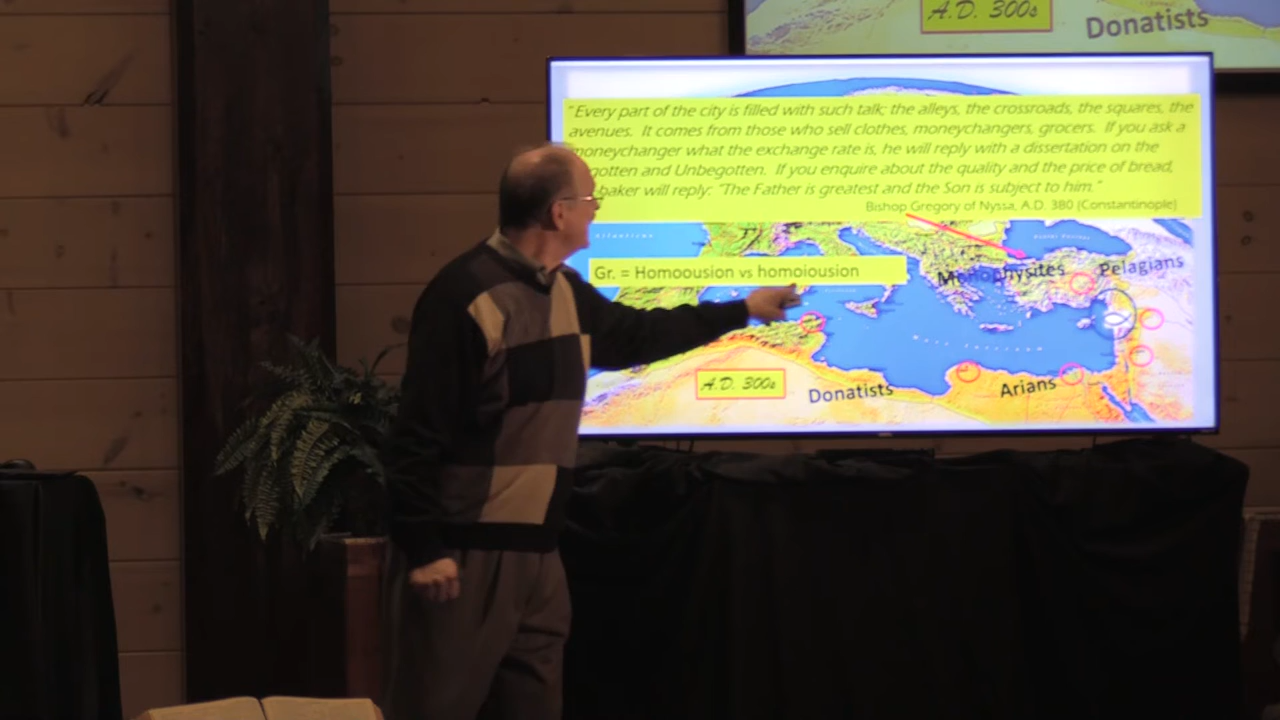 A.D. 300s
Donatists
"Every part of the city is filled with such talk; the alleys, the crossroads, the squares, the
avenues. It comes from those who sell clothes, moneychangers, grocers. If you ask a
moneychanger what the exchange rate is, he will reply with a dissertation on the
gotten and Unbegotten. If you enquire about the quality and the price of bread,
baker will reply: "The Father is greatest and the Son is subject to him."
Bishop Gregory of Nyssa, A.D. 380 (Constantinople)
Gr. = Homoousion vs homoiousion
Monophysites
Pelagians
A.D. 300s
Donatists
Arians